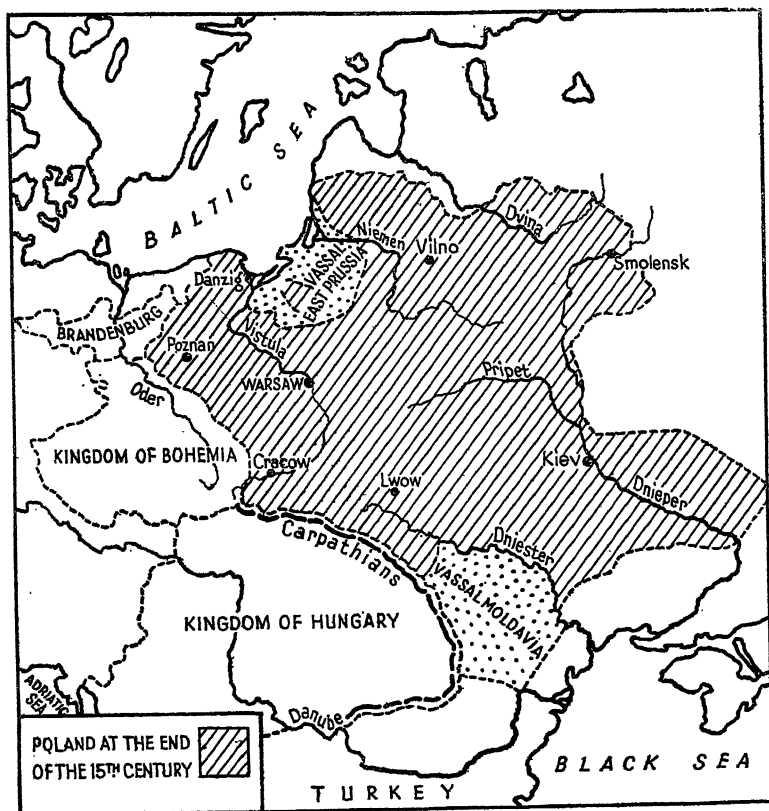 BALTIC SEA
Niemen
Dvina
Vilno
Smolensk
Danzig
VASSAL
EAST PRUSSIA
BRANDENBURG
Poznan
Vistula
WARSAW
Pripet
Oder
KINGDOM OF BOHEMIA
Cracow
Lwow
Kiev
Dnieper
Carpathians
Dniester
VASSAL MOLDAVIA
KINGDOM OF HUNGARY
ADRIATIC
SEA
Danube
POLAND AT THE END
OF THE 15TH CENTURY
BLACK SEA
TURKEY